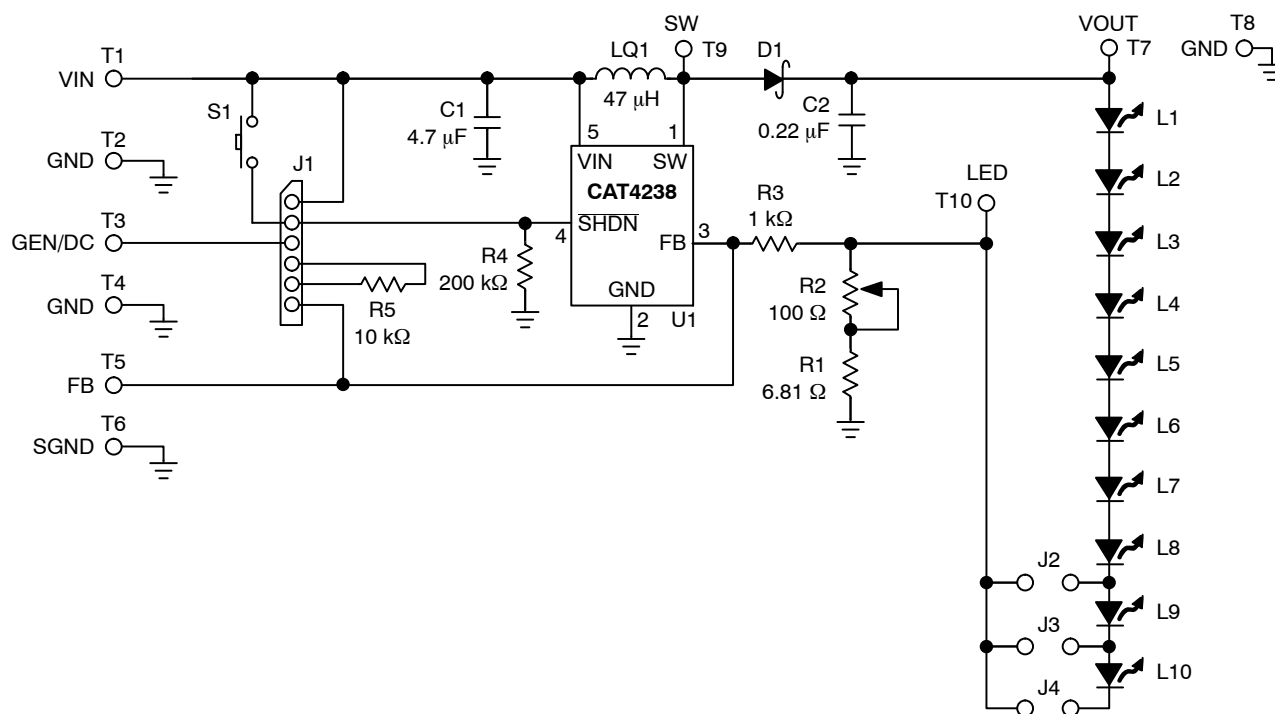 SW
T9
VOUT
T7
T8
GND
T1
VIN
LQ1
47 μH
D1
S1
C1
4.7 μF
C2
0.22 μF
L1
T2
GND
J1
5
1
VIN
SW
CAT4238
L2
LED
T10
T3
GEN/DC
4
SHDN
FB
3
R3
1 kΩ
L3
R4
200 kΩ
T4
GND
R5
10 kΩ
GND
2
U1
R2
100 Ω
L4
T5
FB
R1
6.81 Ω
L5
T6
SGND
L6
L7
L8
J2
L9
J3
L10
J4